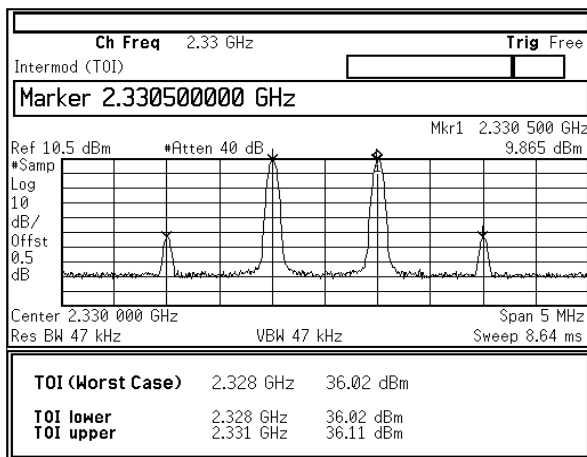 Ch Freq 2.33 GHz Trig Free
Intermod (TOI)
Marker 2.330500000 GHz
Mkr1 2.330 500 GHz
Ref 10.5 dBm #Atten 40 dB 9.865 dBm
#Samp
Log
10
dB/
Offst
0.5
dB
Center 2.330 000 GHz Span 5 MHz
Res BW 47 kHz VBW 47 kHz Sweep 8.64 ms
TOI (Worst Case) 2.328 GHz 36.02 dBm
TOI lower 2.328 GHz 36.02 dBm
TOI upper 2.331 GHz 36.11 dBm